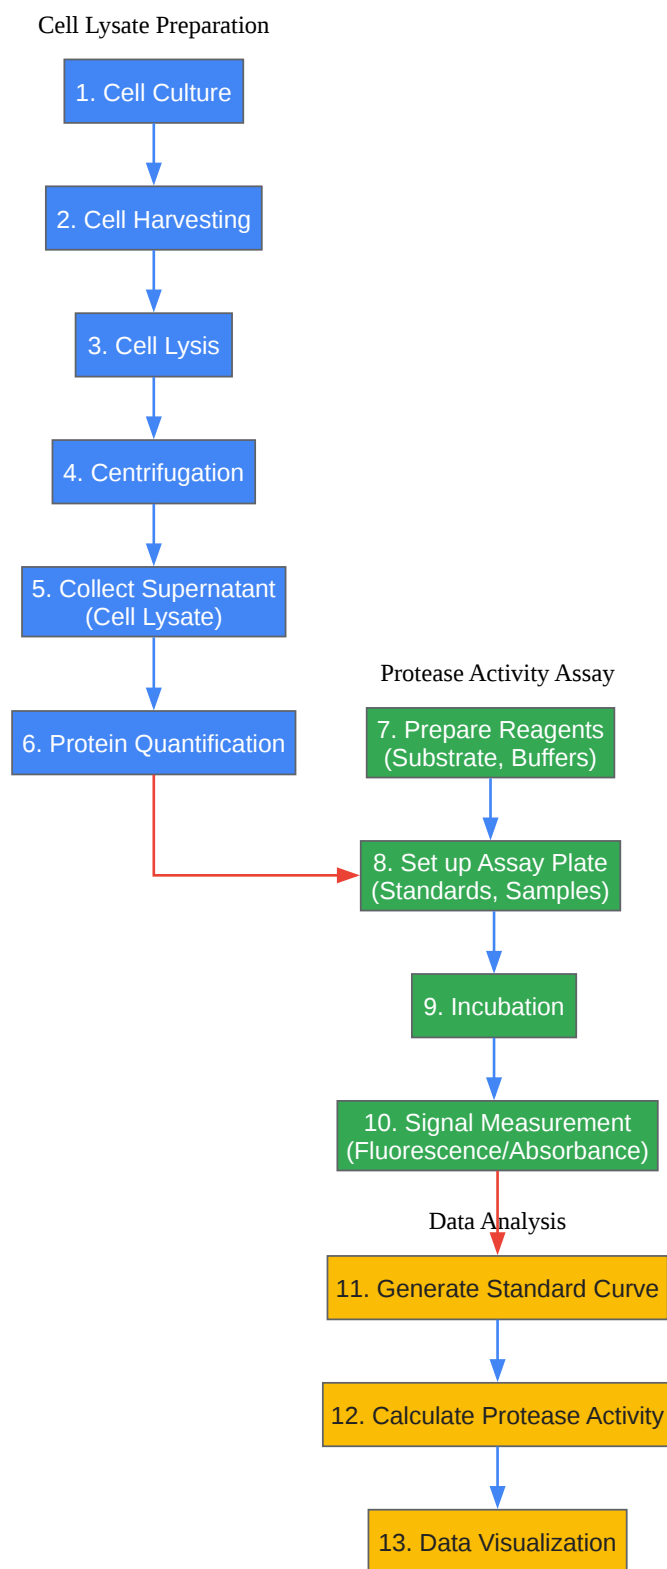 Cell Lysate Preparation
1. Cell Culture
2. Cell Harvesting
3. Cell Lysis
4. Centrifugation
5. Collect Supernatant
(Cell Lysate)
6. Protein Quantification
Protease Activity Assay
7. Prepare Reagents
(Substrate, Buffers)
8. Set up Assay Plate
(Standards, Samples)
9. Incubation
10. Signal Measurement
(Fluorescence/Absorbance)
Data Analysis
11. Generate Standard Curve
12. Calculate Protease Activity
13. Data Visualization